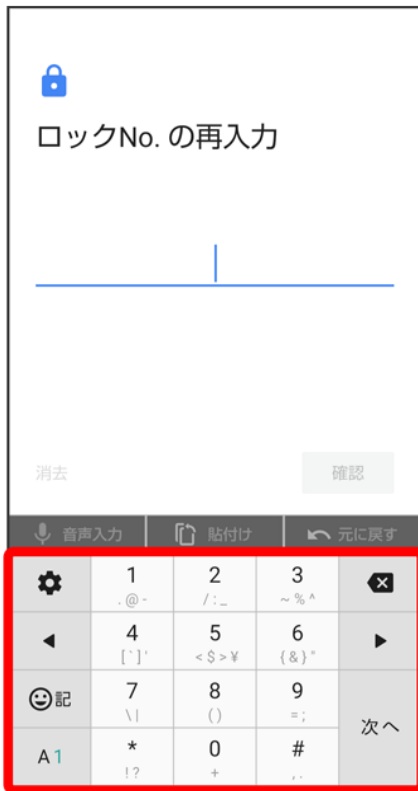 ロックNo. の再入力
消去
確認
音声入力
貼付け
元に戻す
1
2
3
. @ -
/ : _
~ % ^
4
5
6
[ ` ] '
< $ > ¥
{ & } "
記
7
8
9
\ |
( )
= ;
次へ
A1
*
0
#
! ?
+
, .